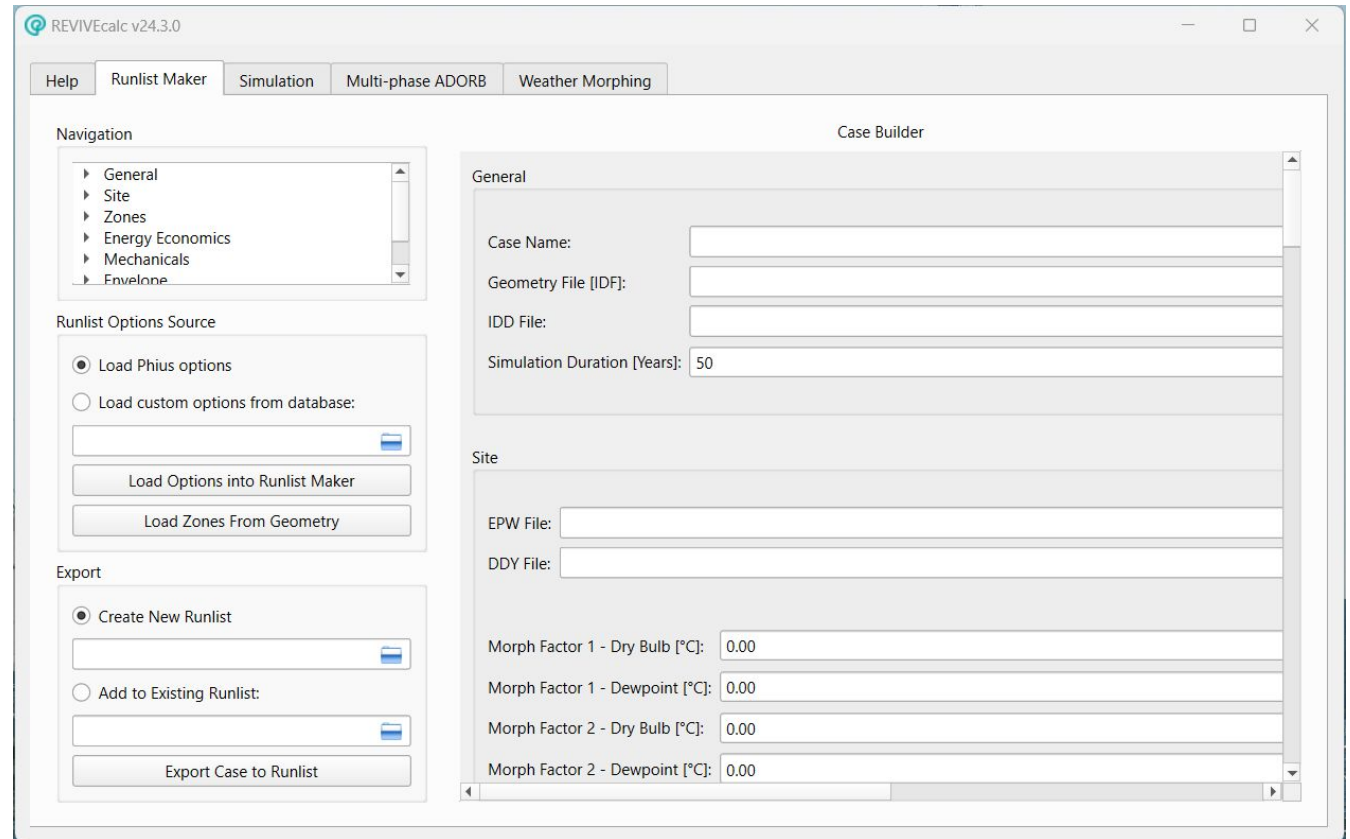 REVIVEcalc v24.3.0
Help
Runlist Maker
Simulation
Multi-phase ADORB
Weather Morphing
Navigation
General
Site
Zones
Energy Economics
Mechanicals
Envelope
Runlist Options Source
Load Phius options
Load custom options from database:
Load Options into Runlist Maker
Load Zones From Geometry
Export
Create New Runlist
Add to Existing Runlist:
Export Case to Runlist
Case Builder
General
Case Name:
Geometry File [IDF]:
IDD File:
Simulation Duration [Years]: 50
Site
EPW File:
DDY File:
Morph Factor 1 - Dry Bulb [°C]: 0.00
Morph Factor 1 - Dewpoint [°C]: 0.00
Morph Factor 2 - Dry Bulb [°C]: 0.00
Morph Factor 2 - Dewpoint [°C]: 0.00